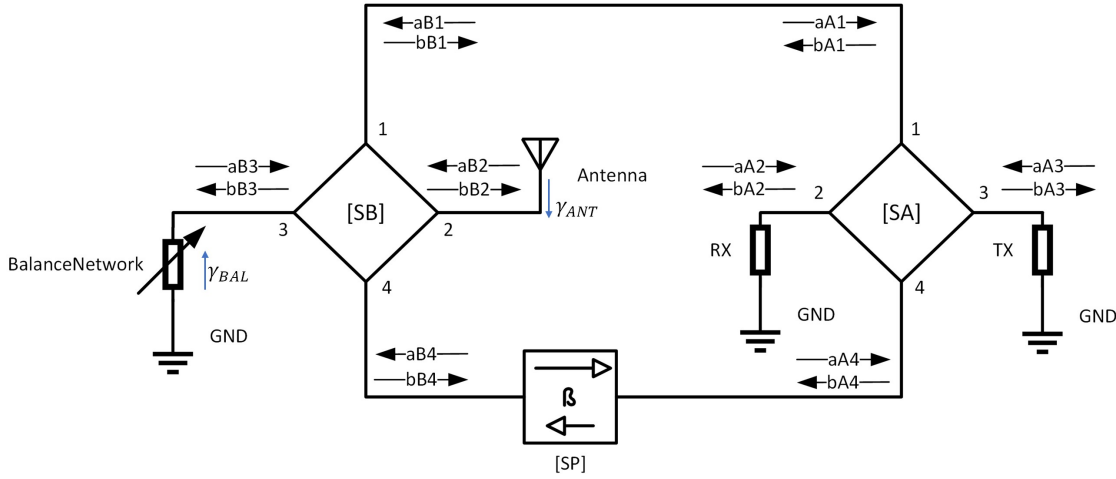 aB1
bB1
aA1
bA1
1
1
aB3
bB3
aB2
bB2
Antenna
γANT
aA2
bA2
aA3
bA3
[SB]
3
2
[SA]
2
3
BalanceNetwork
γBAL
GND
4
RX
GND
TX
GND
4
aB4
bB4
aA4
bA4
ß
[SP]